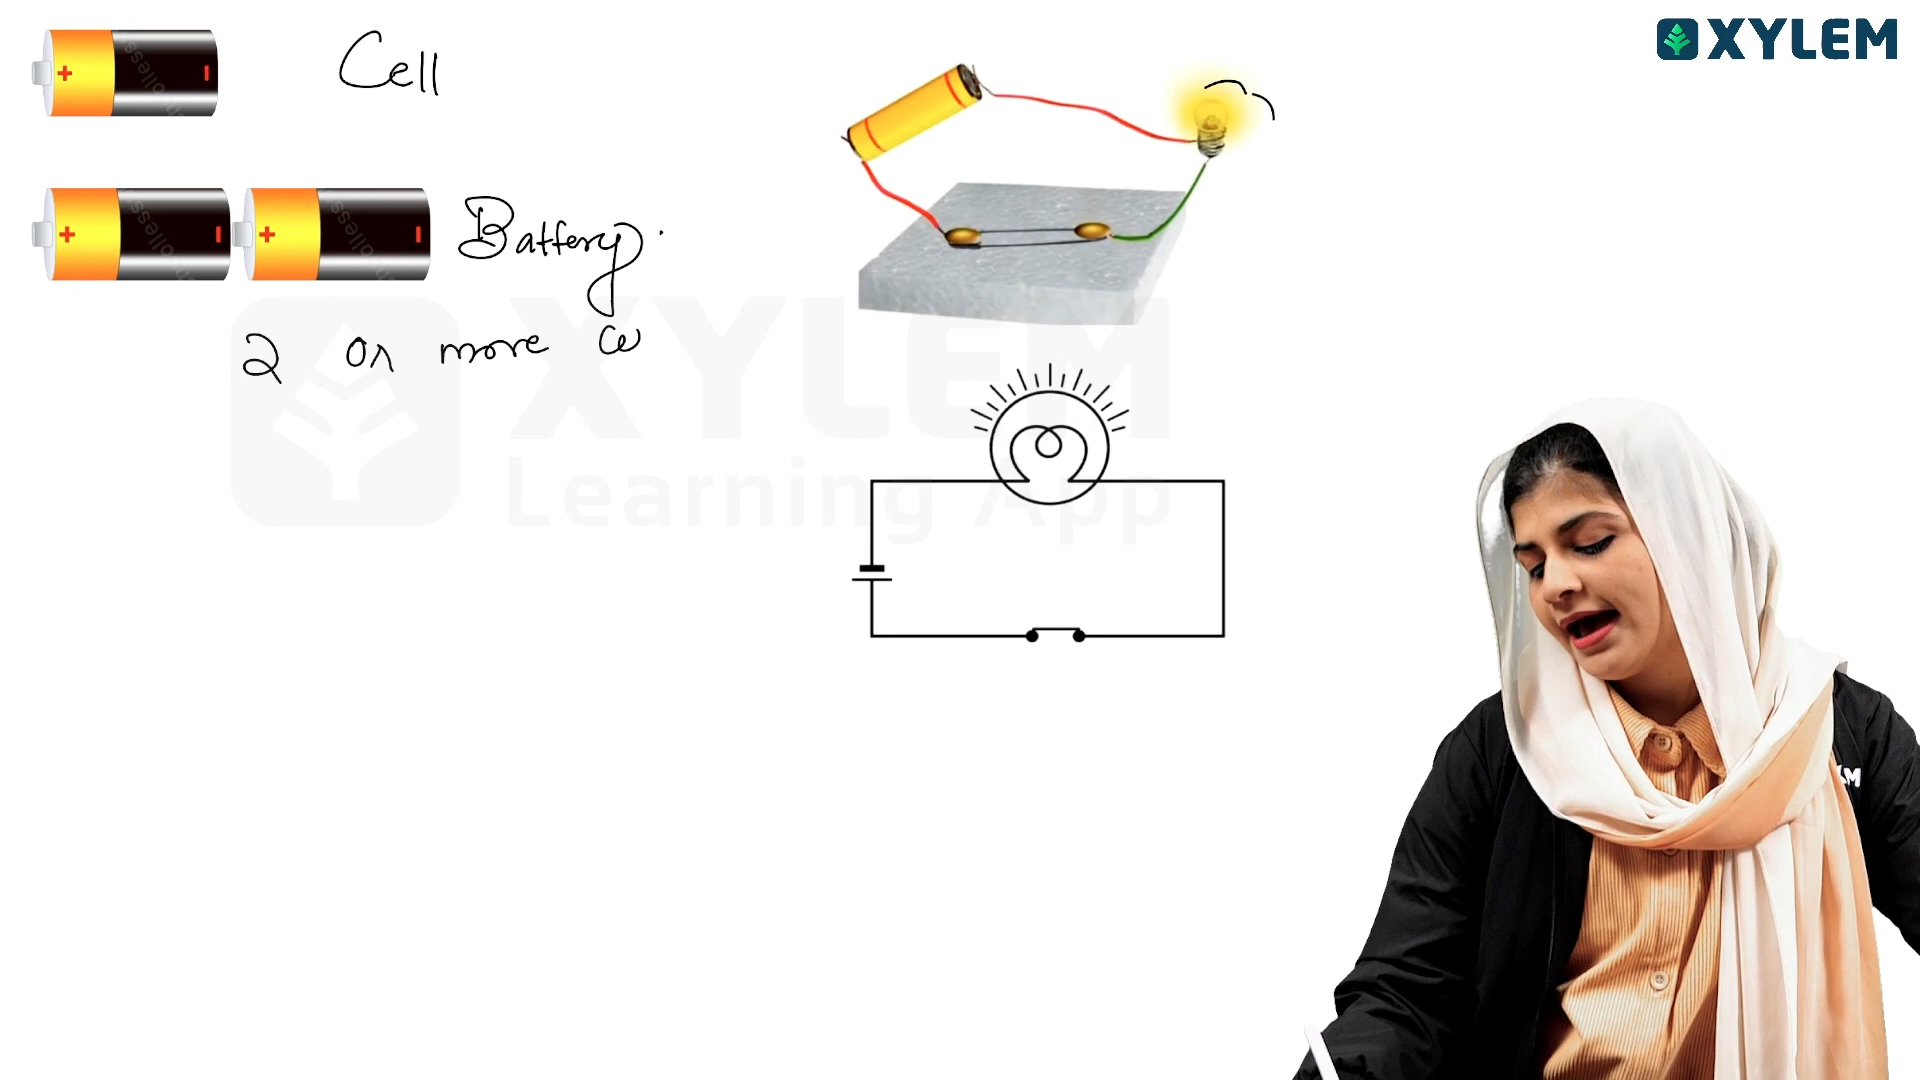 XYLEM
Cell
Battery.
2 or more ce
XYLEM
Learning App